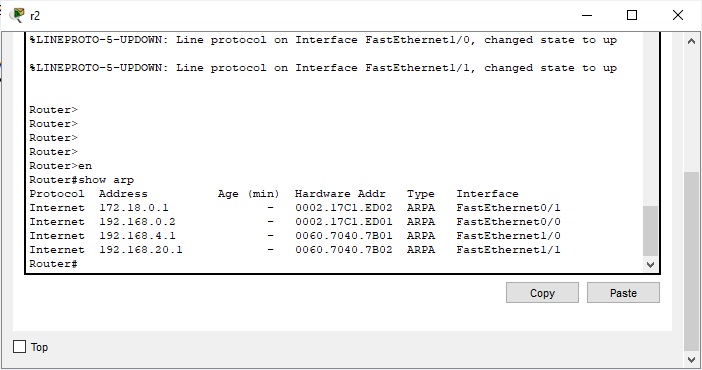 r2
%LINEPROTO-5-UPDOWN: Line protocol on Interface FastEthernet1/0, changed state to up
%LINEPROTO-5-UPDOWN: Line protocol on Interface FastEthernet1/1, changed state to up
Router>
Router>
Router>
Router>
Router>en
Router#show arp
Protocol  Address          Age (min)  Hardware Addr   Type   Interface
Internet  172.18.0.1              -   0002.17C1.ED02  ARPA   FastEthernet0/1
Internet  192.168.0.2             -   0002.17C1.ED01  ARPA   FastEthernet0/0
Internet  192.168.4.1             -   0060.7040.7B01  ARPA   FastEthernet1/0
Internet  192.168.20.1            -   0060.7040.7B02  ARPA   FastEthernet1/1
Router#
Copy Paste
Top